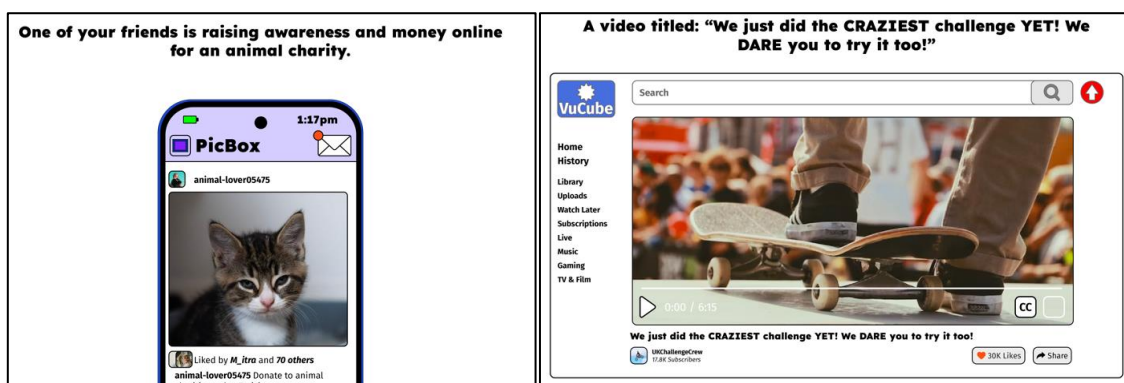 One of your friends is raising awareness and money online
for an animal charity.
1:17pm
PicBox
animal-lover05475
Liked by M_itra and 70 others
animal-lover05475 Donate to animal
A video titled: “We just did the CRAZIEST challenge YET! We
DARE you to try it too!”
VuCube
Search
Home
History
Library
Uploads
Watch Later
Subscriptions
Live
Music
Gaming
TV & Film
0:00 / 6:15
CC
We just did the CRAZIEST challenge YET! We DARE you to try it too!
UKChallengeCrew
17.8K Subscribers
30K Likes
Share